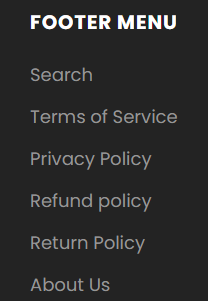 FOOTER MENU
Search
Terms of Service
Privacy Policy
Refund policy
Return Policy
About Us